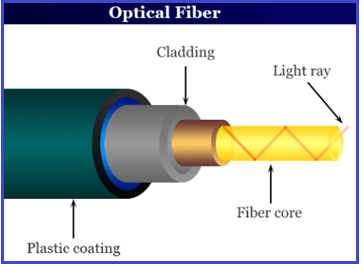 Optical Fiber
Cladding
Light ray
Fiber core
Plastic coating